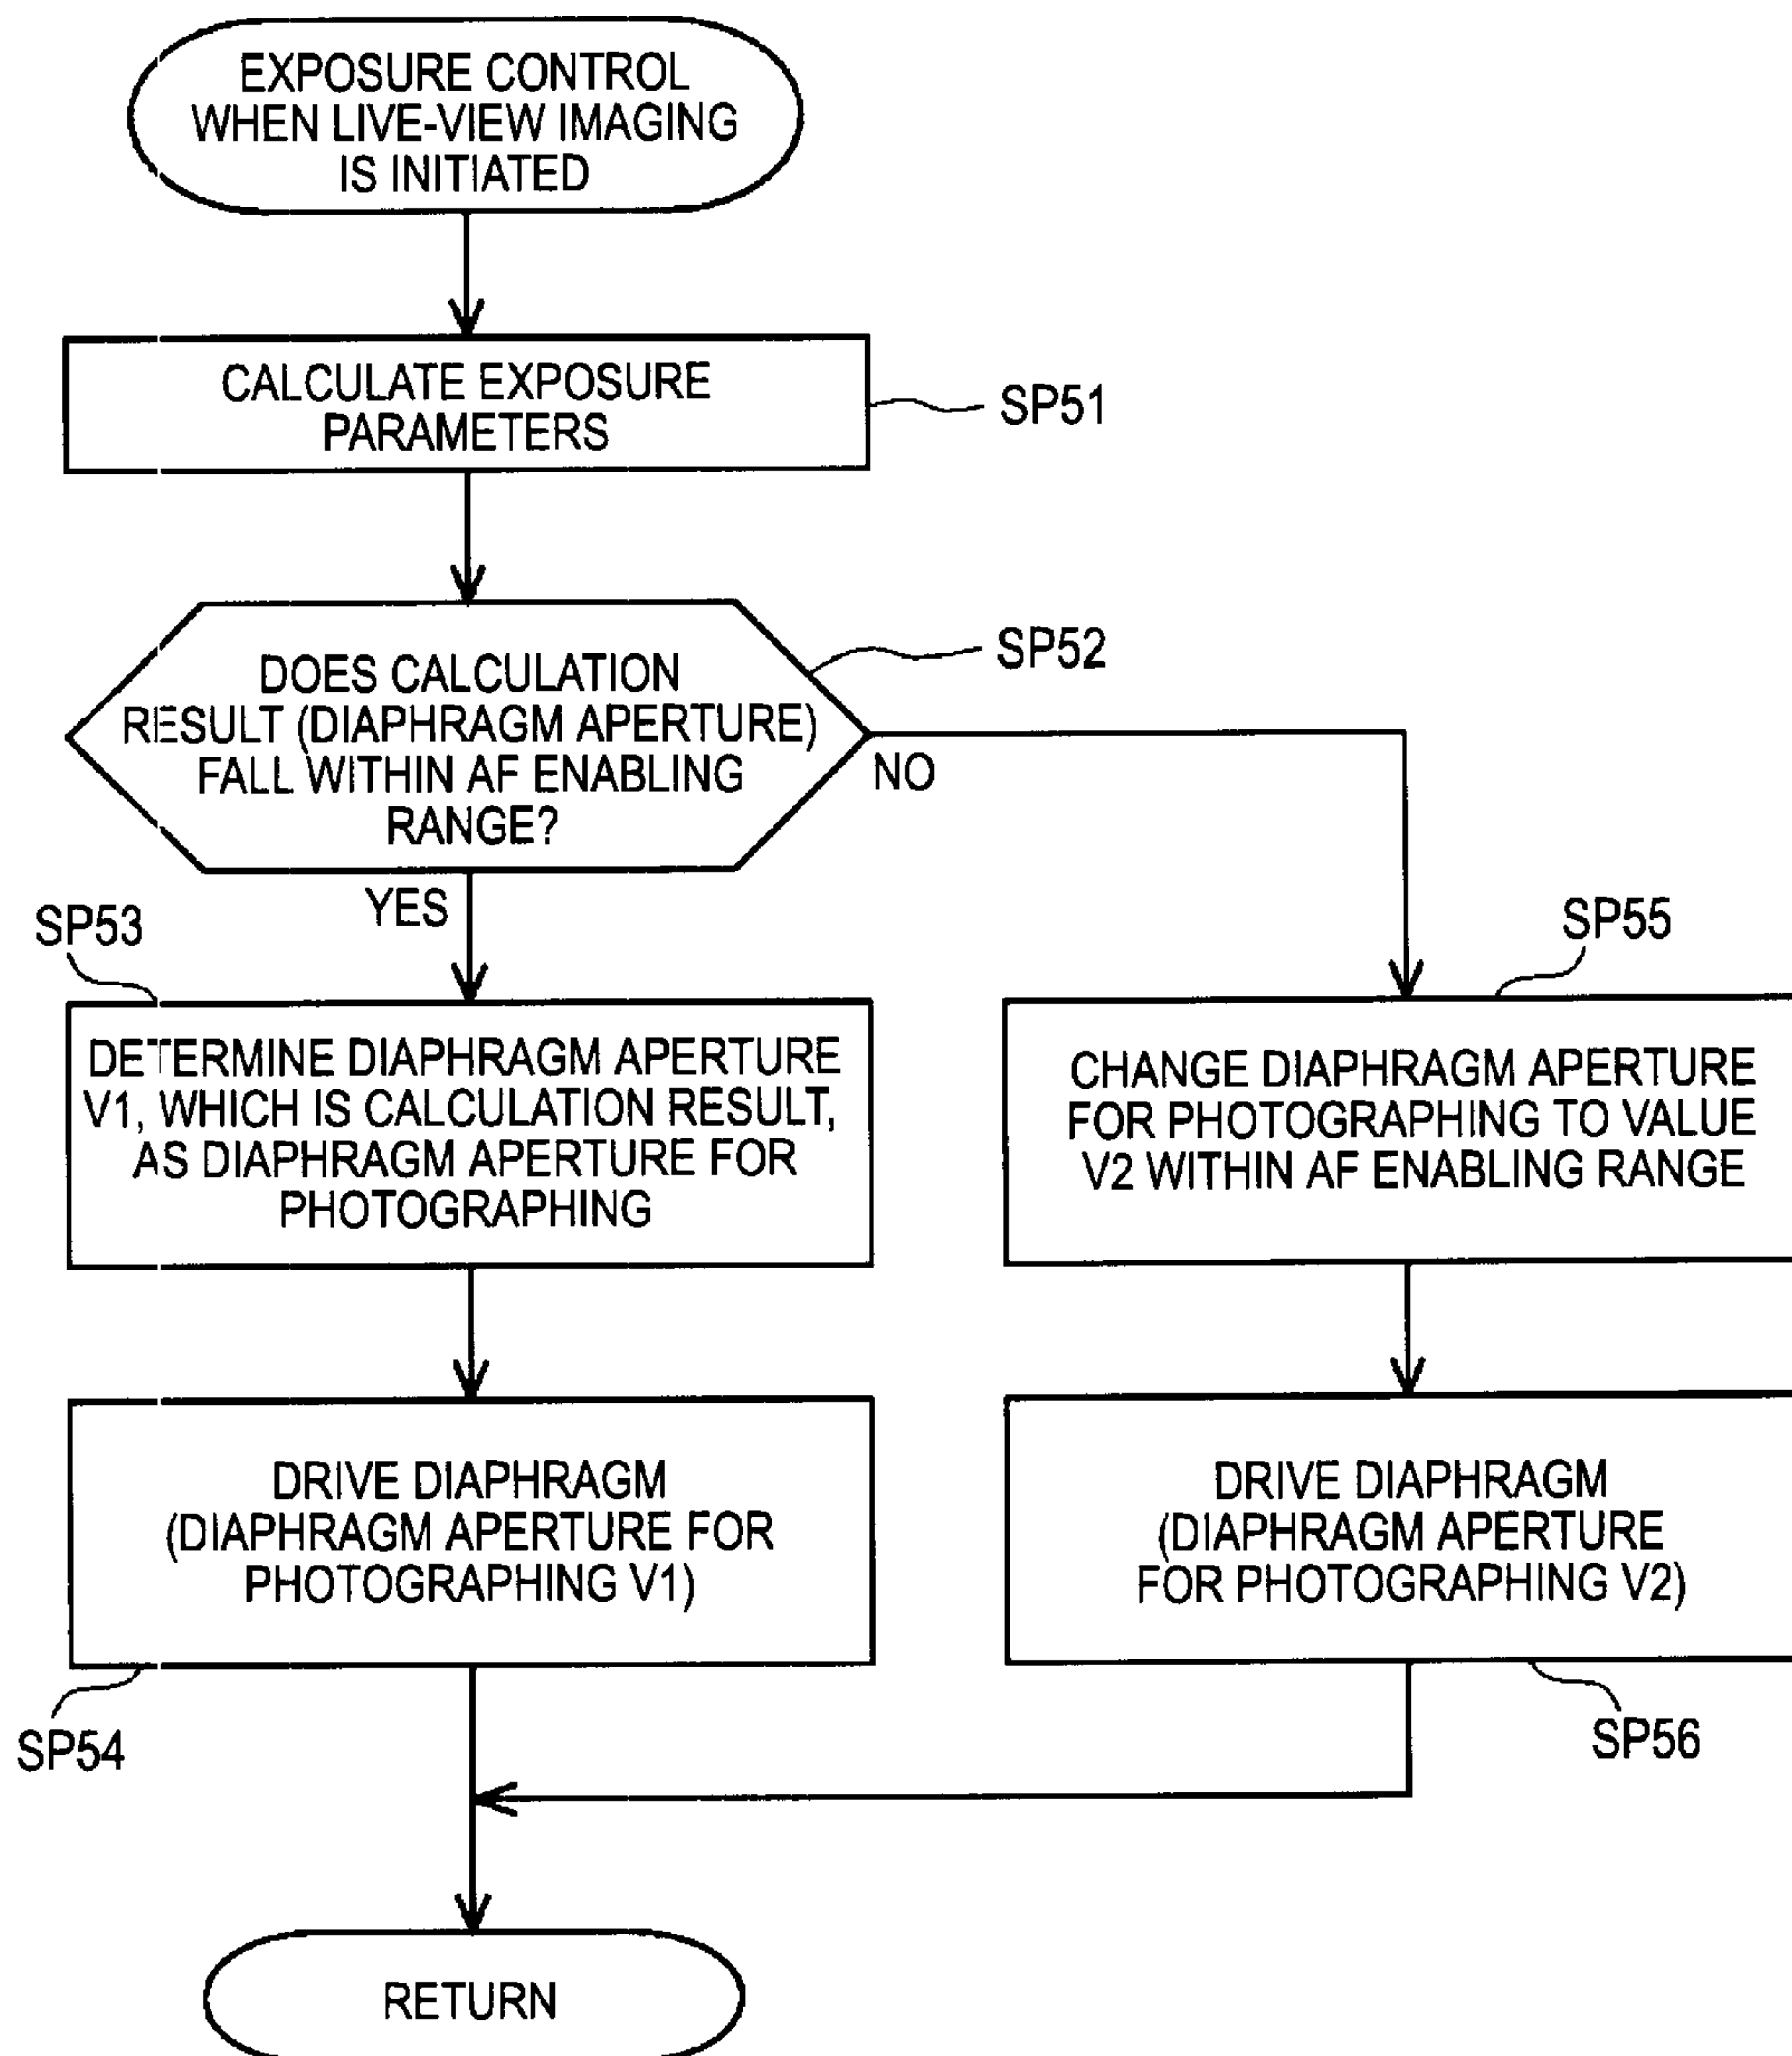 EXPOSURE CONTROL
WHEN LIVE-VIEW IMAGING
IS INITIATED
CALCULATE EXPOSURE
PARAMETERS
SP51
DOES CALCULATION
RESULT (DIAPHRAGM APERTURE)
FALL WITHIN AF ENABLING
RANGE?
SP52
NO
YES
SP53
DETERMINE DIAPHRAGM APERTURE
V1, WHICH IS CALCULATION RESULT,
AS DIAPHRAGM APERTURE FOR
PHOTOGRAPHING
SP55
CHANGE DIAPHRAGM APERTURE
FOR PHOTOGRAPHING TO VALUE
V2 WITHIN AF ENABLING RANGE
DRIVE DIAPHRAGM
(DIAPHRAGM APERTURE FOR
PHOTOGRAPHING V1)
SP54
DRIVE DIAPHRAGM
(DIAPHRAGM APERTURE
FOR PHOTOGRAPHING V2)
SP56
RETURN